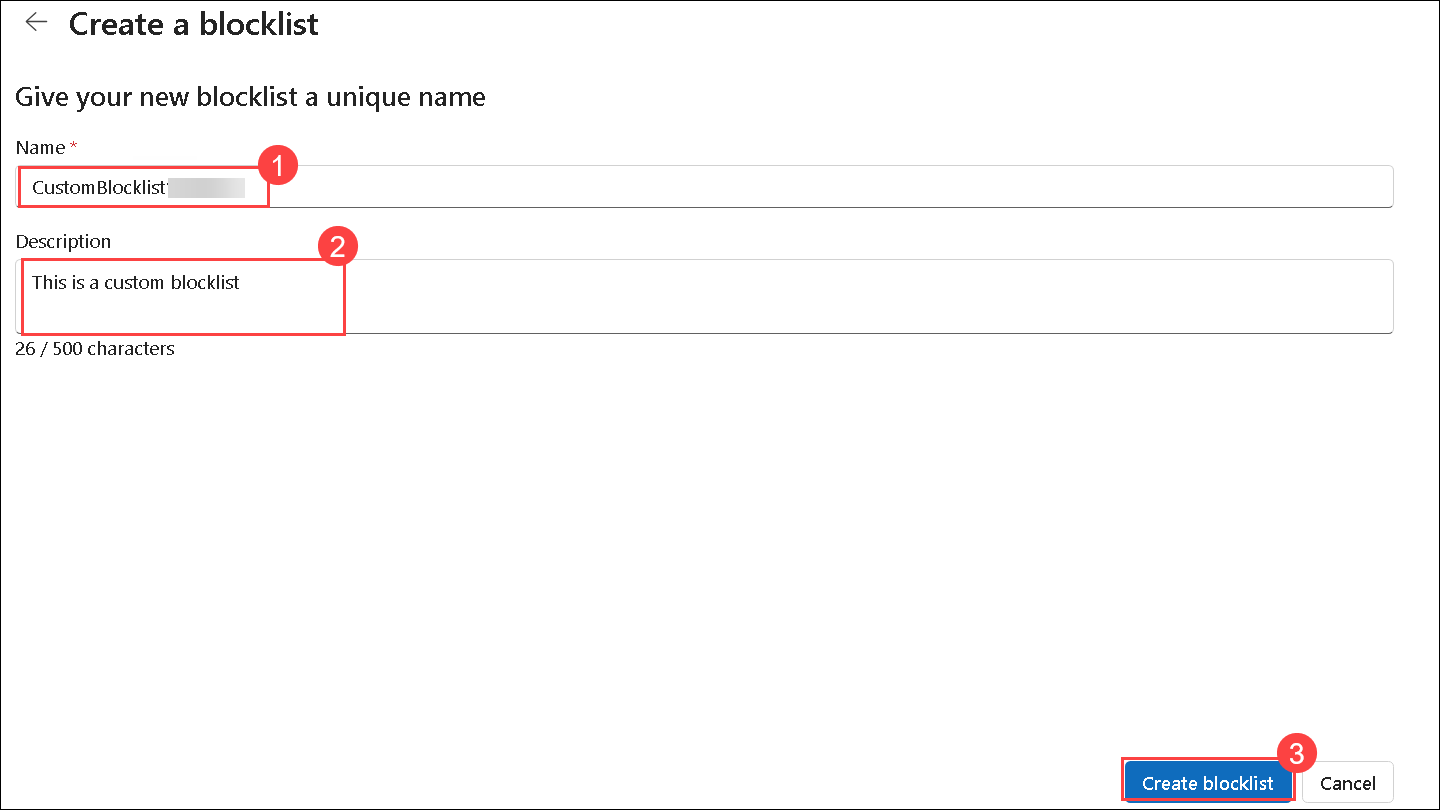 Create a blocklist
Give your new blocklist a unique name
Name *
1
CustomBlocklist
Description
2
This is a custom blocklist
26 / 500 characters
3
Create blocklist
Cancel